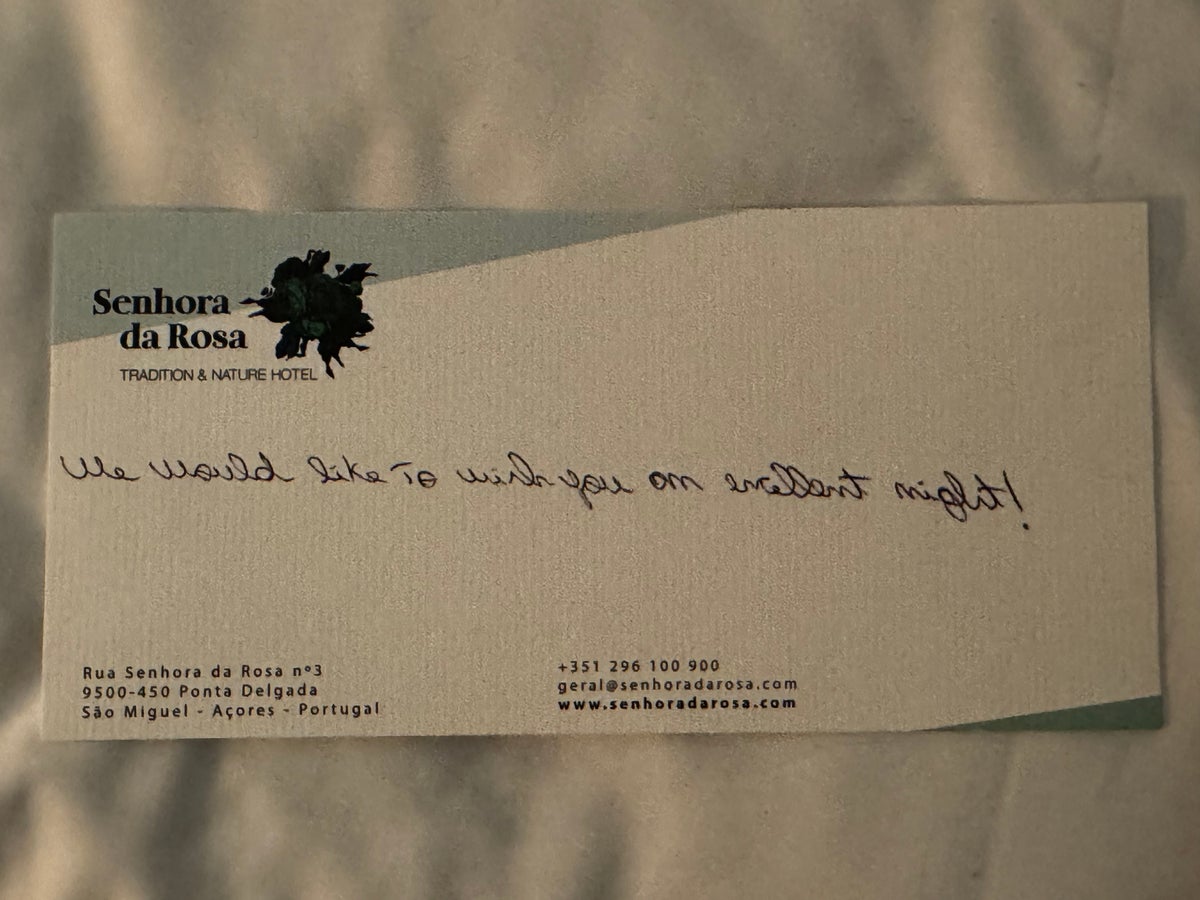 Senhora
da Rosa
TRADITION & NATURE HOTEL
We would like to wish you an excellent night!
Rua Senhora da Rosa nº3
9500-450 Ponta Delgada
São Miguel - Açores - Portugal
+351 296 100 900
geral@senhoradarosa.com
www.senhoradarosa.com